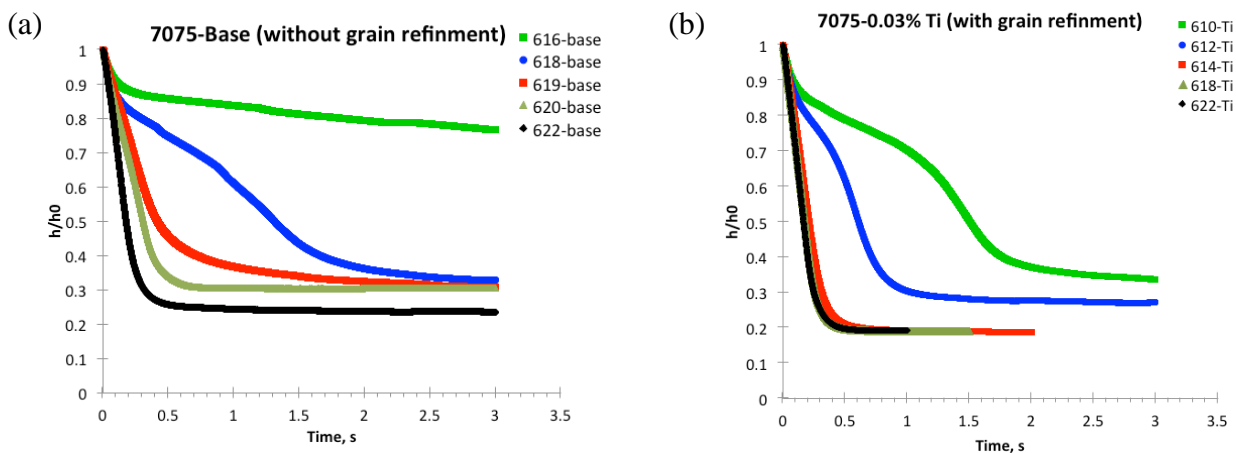 (a)
7075-Base (without grain refinment)
616-base
618-base
619-base
620-base
622-base
1
0.9
0.8
0.7
0.6
0.5
0.4
0.3
0.2
0.1
0
h/h0
0 0.5 1 1.5 2 2.5 3 3.5
Time, s
(b)
7075-0.03% Ti (with grain refinment)
610-Ti
612-Ti
614-Ti
618-Ti
622-Ti
1
0.9
0.8
0.7
0.6
0.5
0.4
0.3
0.2
0.1
0
h/h0
0 0.5 1 1.5 2 2.5 3 3.5
Time, s